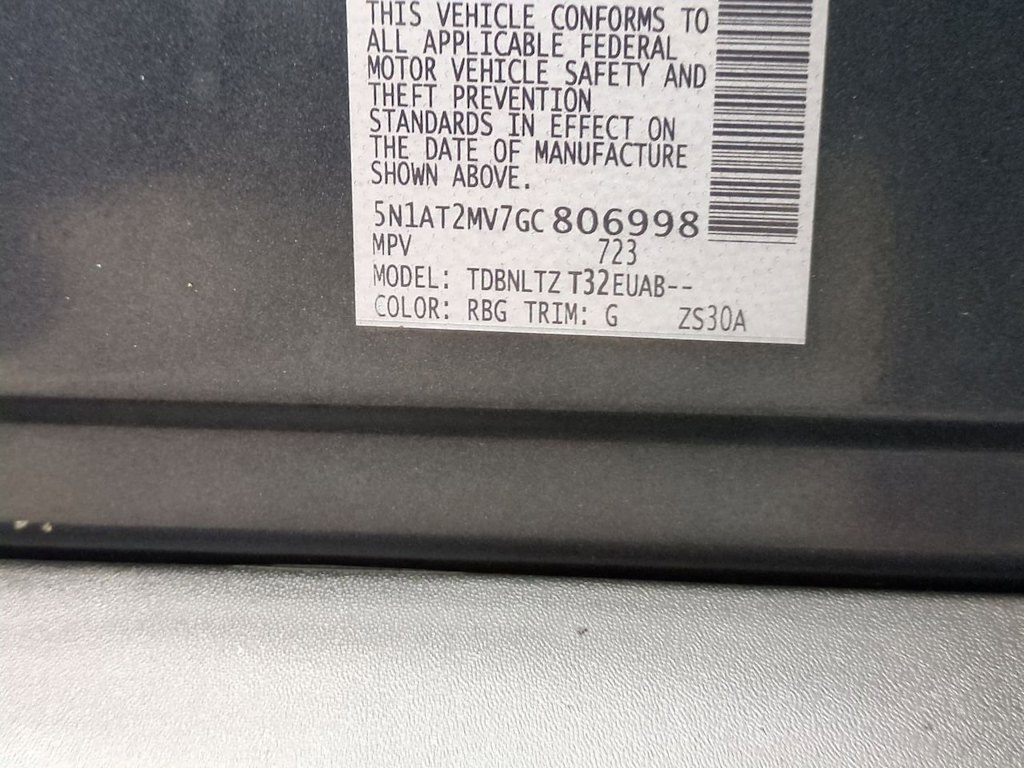 THIS VEHICLE CONFORMS TO
ALL APPLICABLE FEDERAL
MOTOR VEHICLE SAFETY AND
THEFT PREVENTION
STANDARDS IN EFFECT ON
THE DATE OF MANUFACTURE
SHOWN ABOVE.
5N1AT2MV7GC806998
MPV 723
MODEL: TDBNLTZ T32EUAB--
COLOR: RBG TRIM: G ZS30A